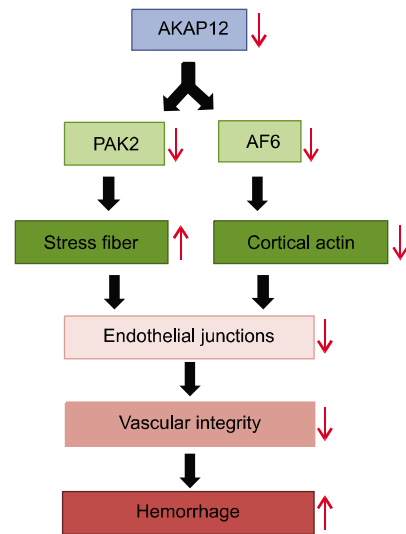 AKAP12
PAK2
AF6
Stress fiber
Cortical actin
Endothelial junctions
Vascular integrity
Hemorrhage